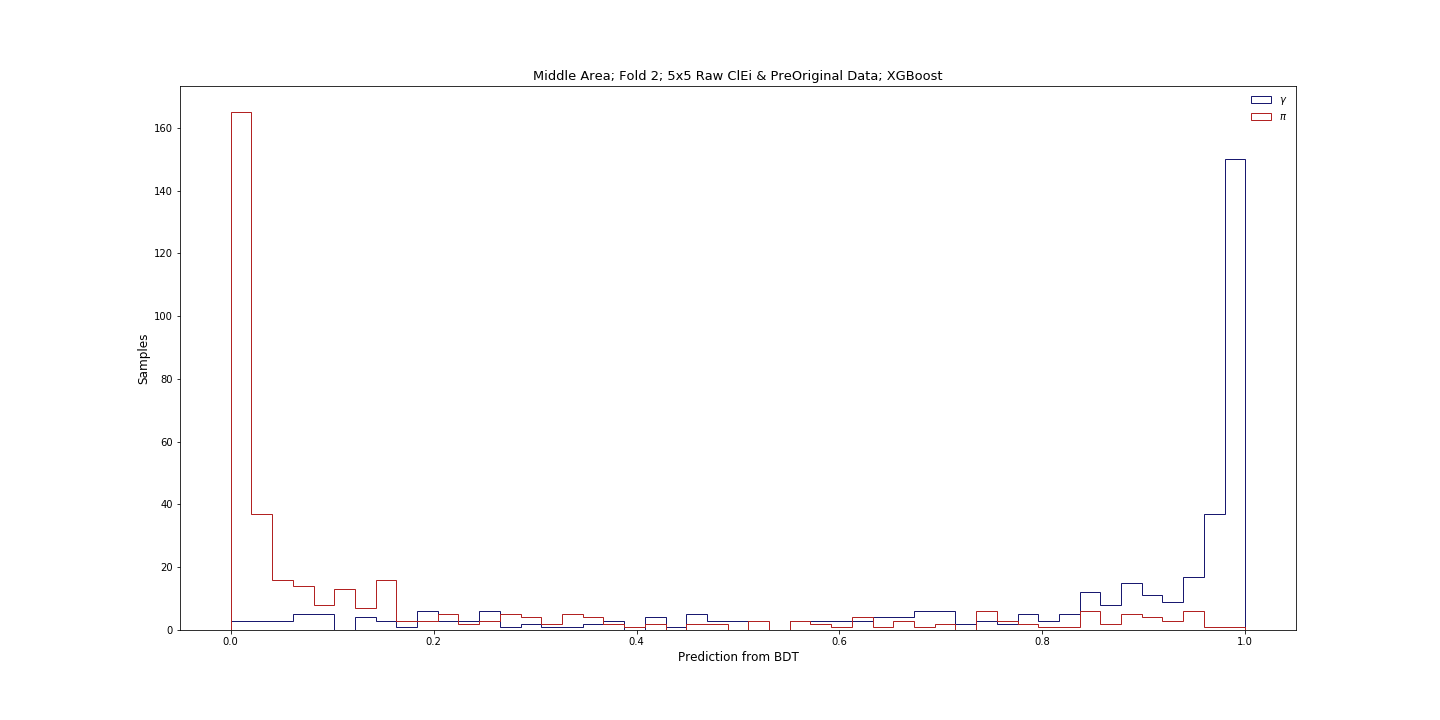 Middle Area; Fold 2; 5x5 Raw ClEi & PreOriginal Data; XGBoost
γ
π
160
140
120
100
80
60
40
20
0
Samples
0.0 0.2 0.4 0.6 0.8 1.0
Prediction from BDT